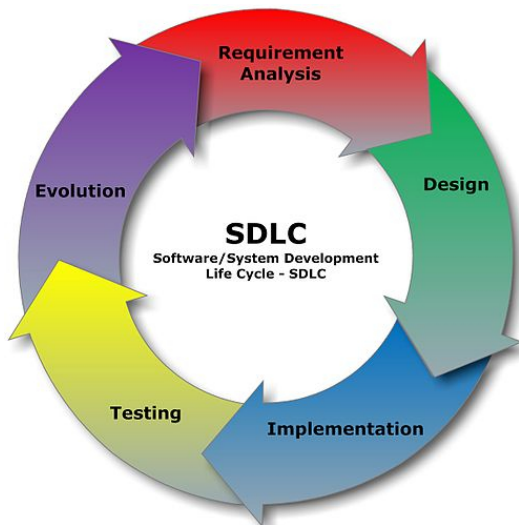 Requirement
Analysis
Design
Implementation
Testing
Evolution
SDLC
Software/System Development
Life Cycle - SDLC